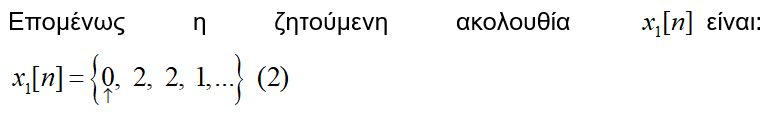 Επομένως η ζητούμενη ακολουθία x₁[n] είναι:
x₁[n] = {0, 2, 2, 1,...} (2)
↑